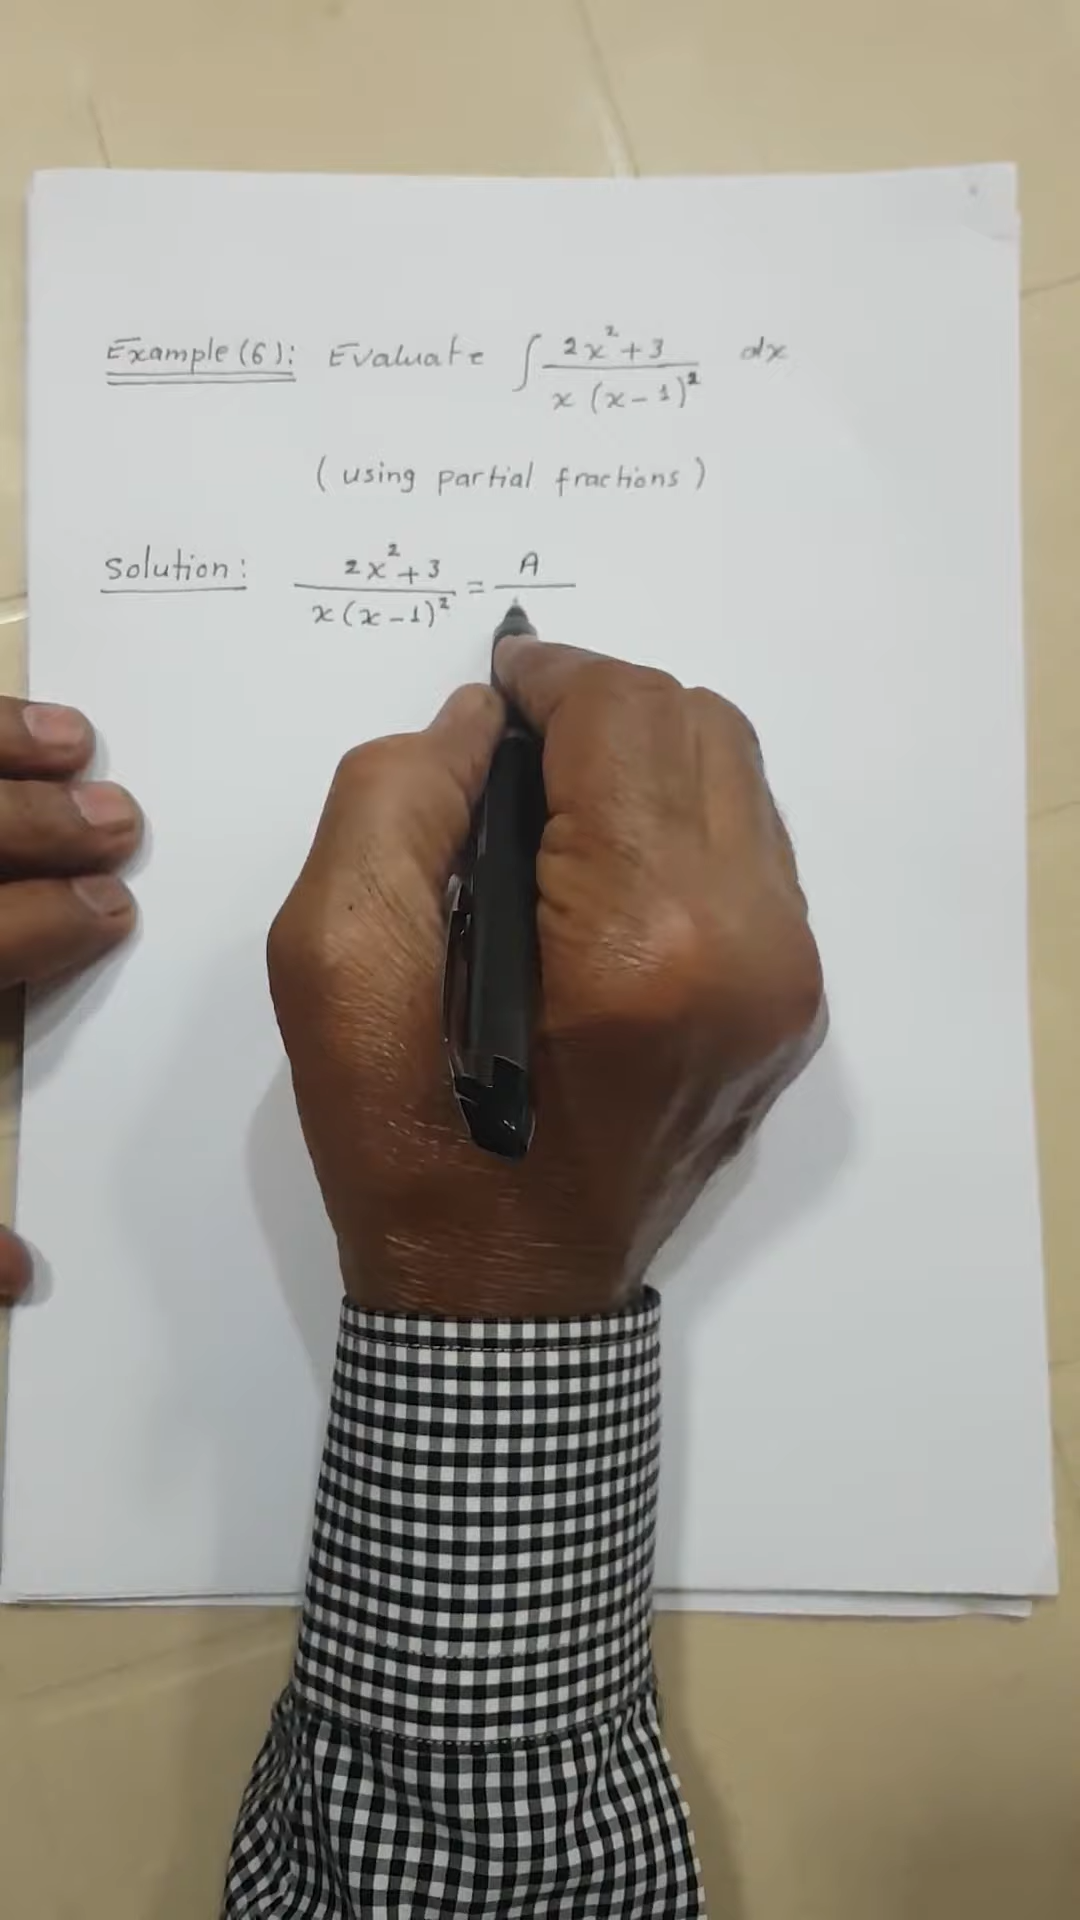 Example (6): Evaluate ∫ (2x²+3)/(x (x-1)²) dx
(using partial fractions)
Solution: (2x²+3)/(x(x-1)²) = A/